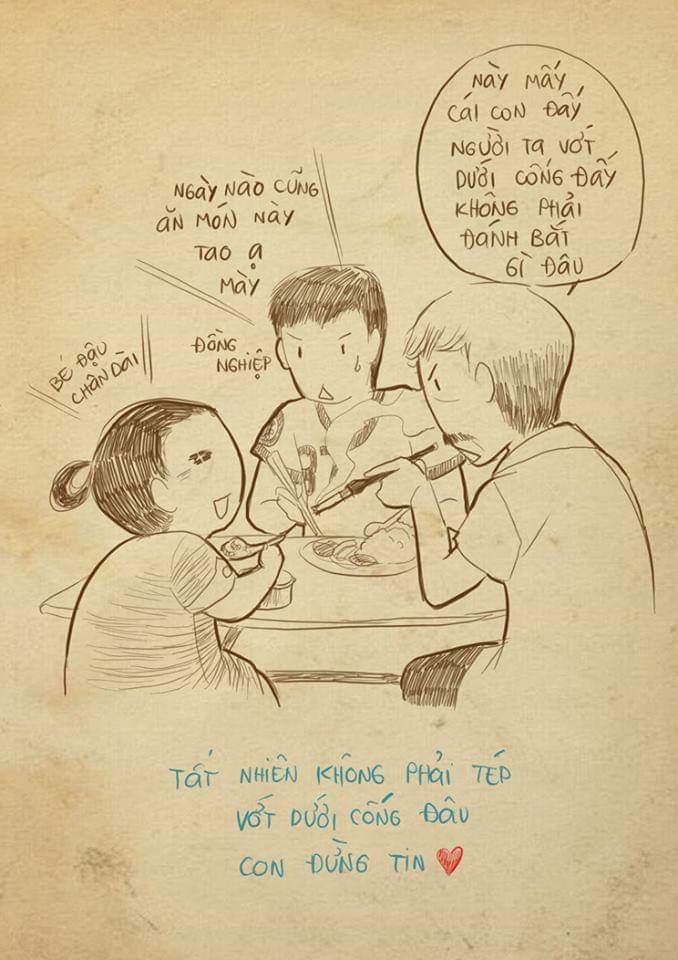 NÀY MẤY
CÁI CON ĐẤY
NGƯỜI TA VỚT
DƯỚI CỐNG ĐẤY
KHÔNG PHẢI
ĐÁNH BẮT
GÌ ĐÂU
NGÀY NÀO CŨNG
ĂN MÓN NÀY
TAO Ạ
MÀY
ĐỒNG
NGHIỆP
BÉ ĐẬU
CHÂN DÀI
TẤT NHIÊN KHÔNG PHẢI TÉP
VỚT DƯỚI CỐNG ĐÂU
CON ĐỪNG TIN ❤